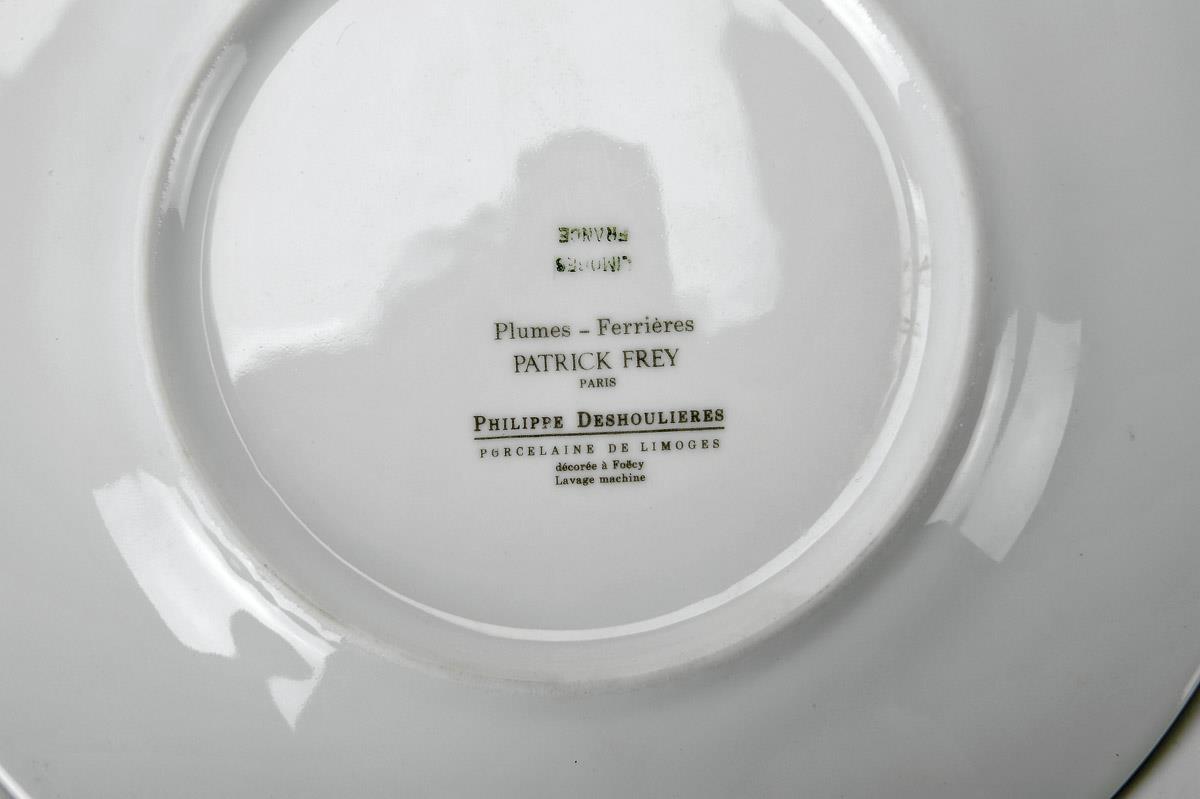 LIMOGES
FRANCE
Plumes – Ferrières
PATRICK FREY
PARIS
PHILIPPE DESHOULIERES
PORCELAINE DE LIMOGES
décorée à Foëcy
Lavage machine